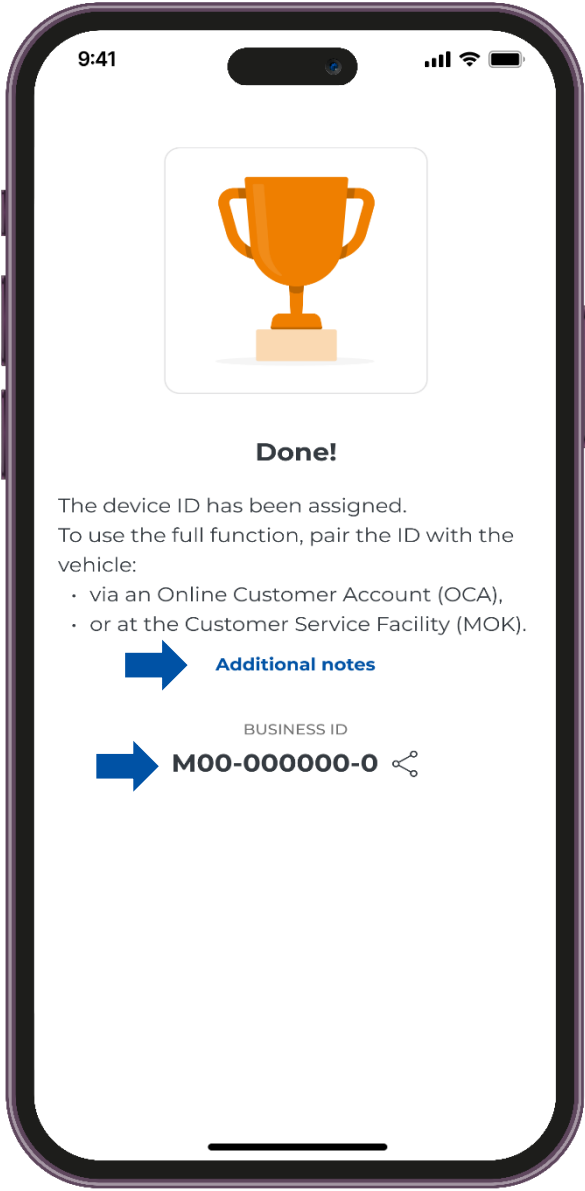 9:41
Done!
The device ID has been assigned.
To use the full function, pair the ID with the
vehicle:
• via an Online Customer Account (OCA),
• or at the Customer Service Facility (MOK).
Additional notes
BUSINESS ID
M00-000000-0